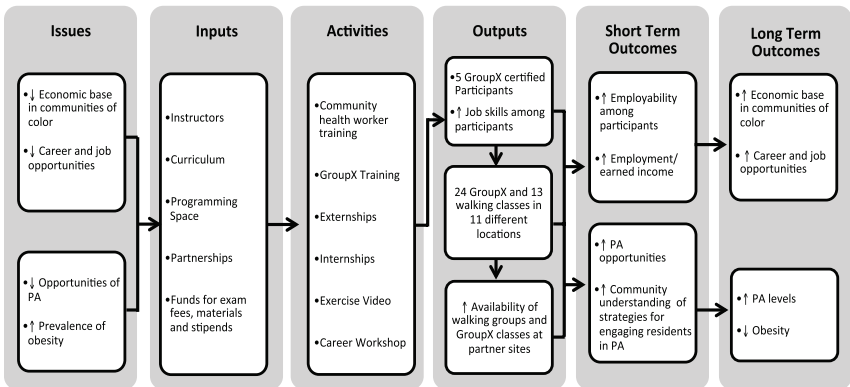 Issues
•↓ Economic base
in communities of
color
•↓ Career and job
opportunities
•↓ Opportunities of
PA
•↑ Prevalence of
obesity
Inputs
•Instructors
•Curriculum
•Programming
Space
•Partnerships
•Funds for exam
fees, materials
and stipends
Activities
•Community
health worker
training
•GroupX Training
•Externships
•Internships
•Exercise Video
•Career Workshop
Outputs
•5 GroupX certified
Participants
•↑ Job skills among
participants
24 GroupX and 13
walking classes in
11 different
locations
↑ Availability of
walking groups and
GroupX classes at
partner sites
Short Term
Outcomes
•↑ Employability
among
participants
•↑ Employment/
earned income
•↑ PA
opportunities
•↑ Community
understanding of
strategies for
engaging residents
in PA
Long Term
Outcomes
•↑ Economic base
in communities of
color
•↑ Career and job
opportunities
•↑ PA levels
•↓ Obesity